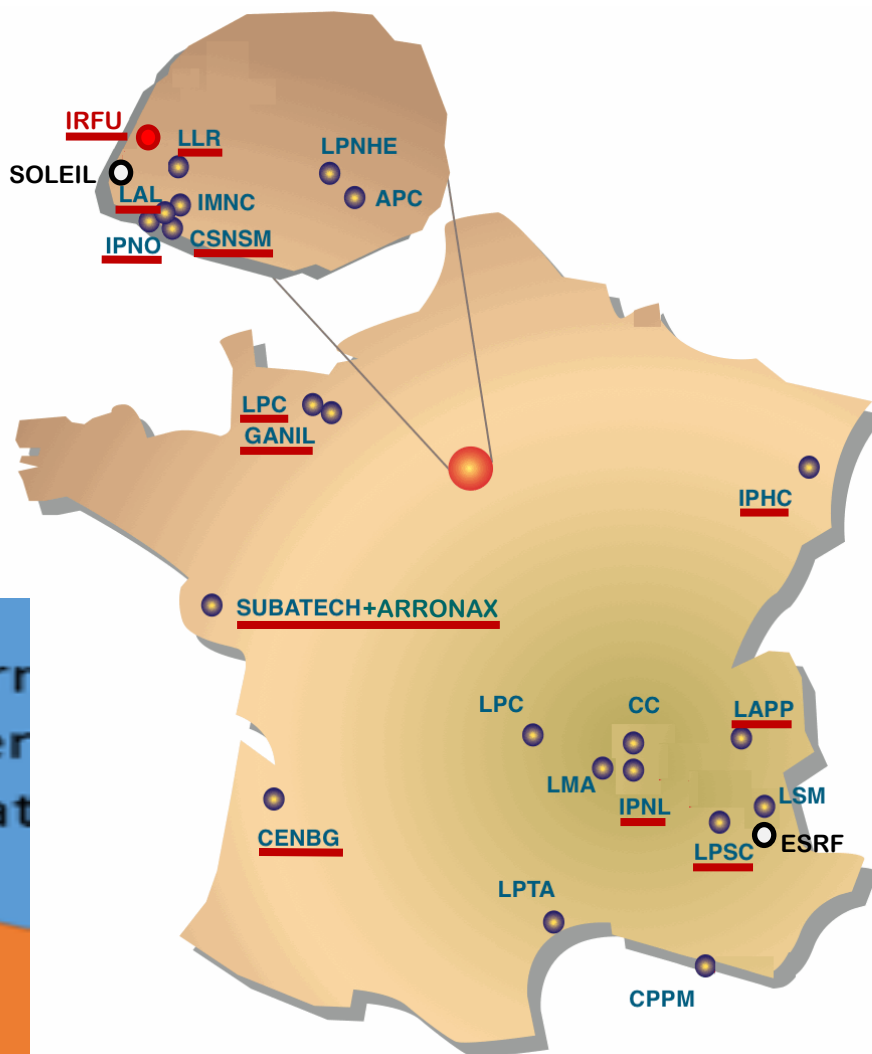 IRFU
LLR
LPNHE
SOLEIL
LAL
IMNC
APC
IPNO
CSNSM
LPC
GANIL
IPHC
SUBATECH+ARRONAX
LPC
CC
LAPP
LMA
IPNL
LSM
CENBG
LPSC
ESRF
LPTA
CPPM